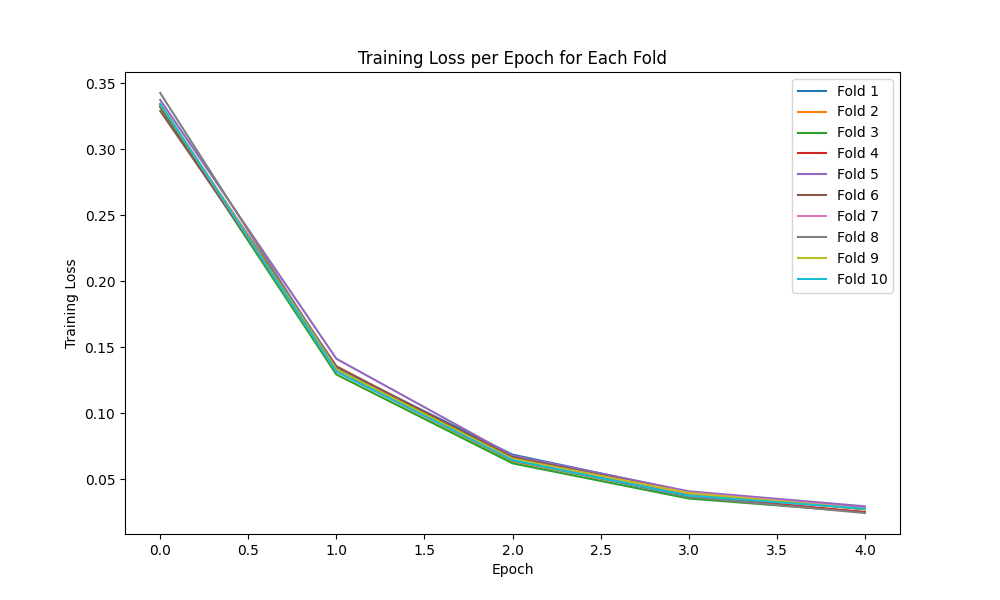 Training Loss per Epoch for Each Fold
Training Loss
0.35
0.30
0.25
0.20
0.15
0.10
0.05
Fold 1
Fold 2
Fold 3
Fold 4
Fold 5
Fold 6
Fold 7
Fold 8
Fold 9
Fold 10
0.0 0.5 1.0 1.5 2.0 2.5 3.0 3.5 4.0
Epoch